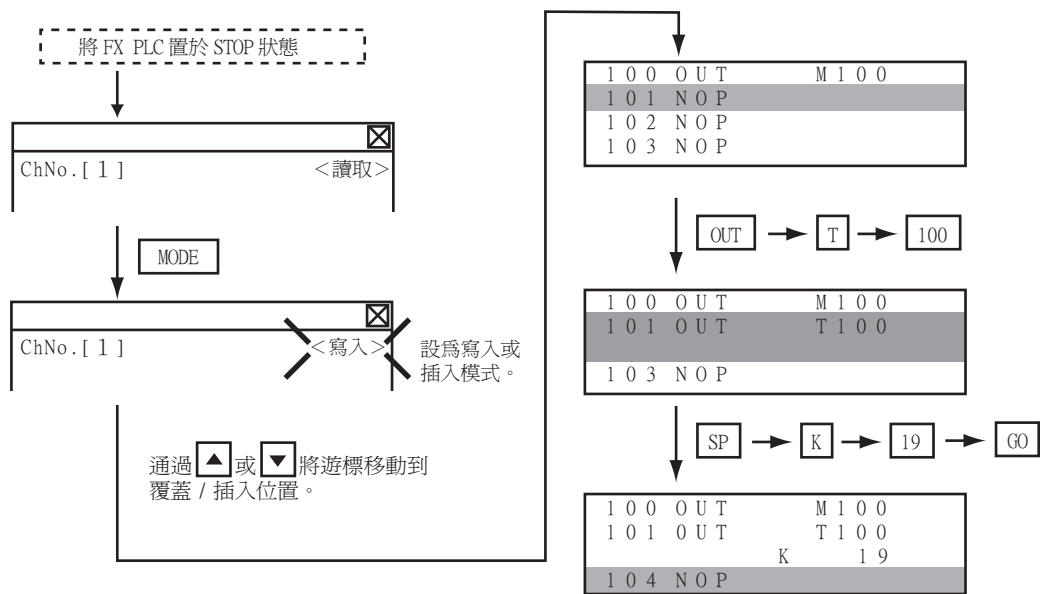 將 FX PLC 置於 STOP 狀態
ChNo.[1] <讀取>
MODE
ChNo.[1] <寫入>
設爲寫入或
插入模式。
通過▲或▼將遊標移動到
覆蓋 / 插入位置。
100 OUT M100
101 NOP
102 NOP
103 NOP
OUT T 100
100 OUT M100
101 OUT T100
103 NOP
SP K 19 GO
100 OUT M100
101 OUT T100
K 19
104 NOP